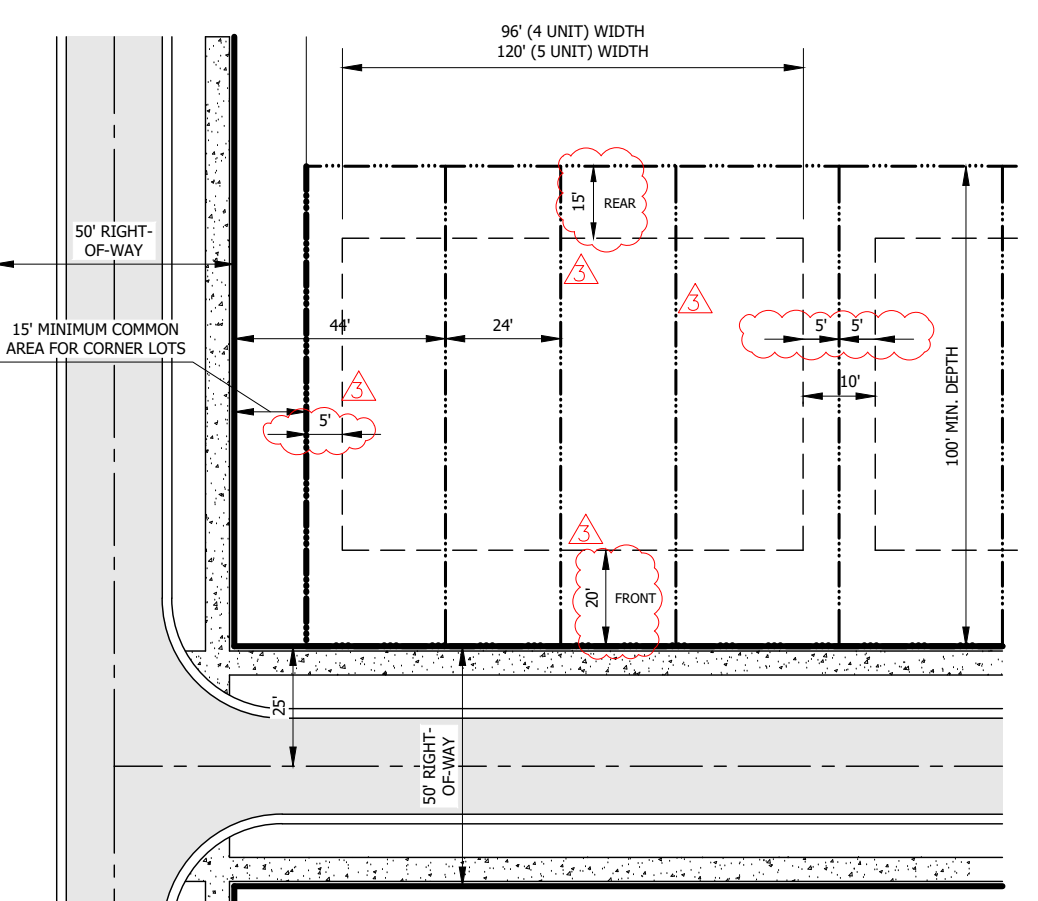 96' (4 UNIT) WIDTH
120' (5 UNIT) WIDTH
15'
REAR
50' RIGHT-
OF-WAY
3
3
15' MINIMUM COMMON
AREA FOR CORNER LOTS
44'
24'
5'
5'
10'
100' MIN. DEPTH
3
5'
3
20'
FRONT
25'
50' RIGHT-
OF-WAY